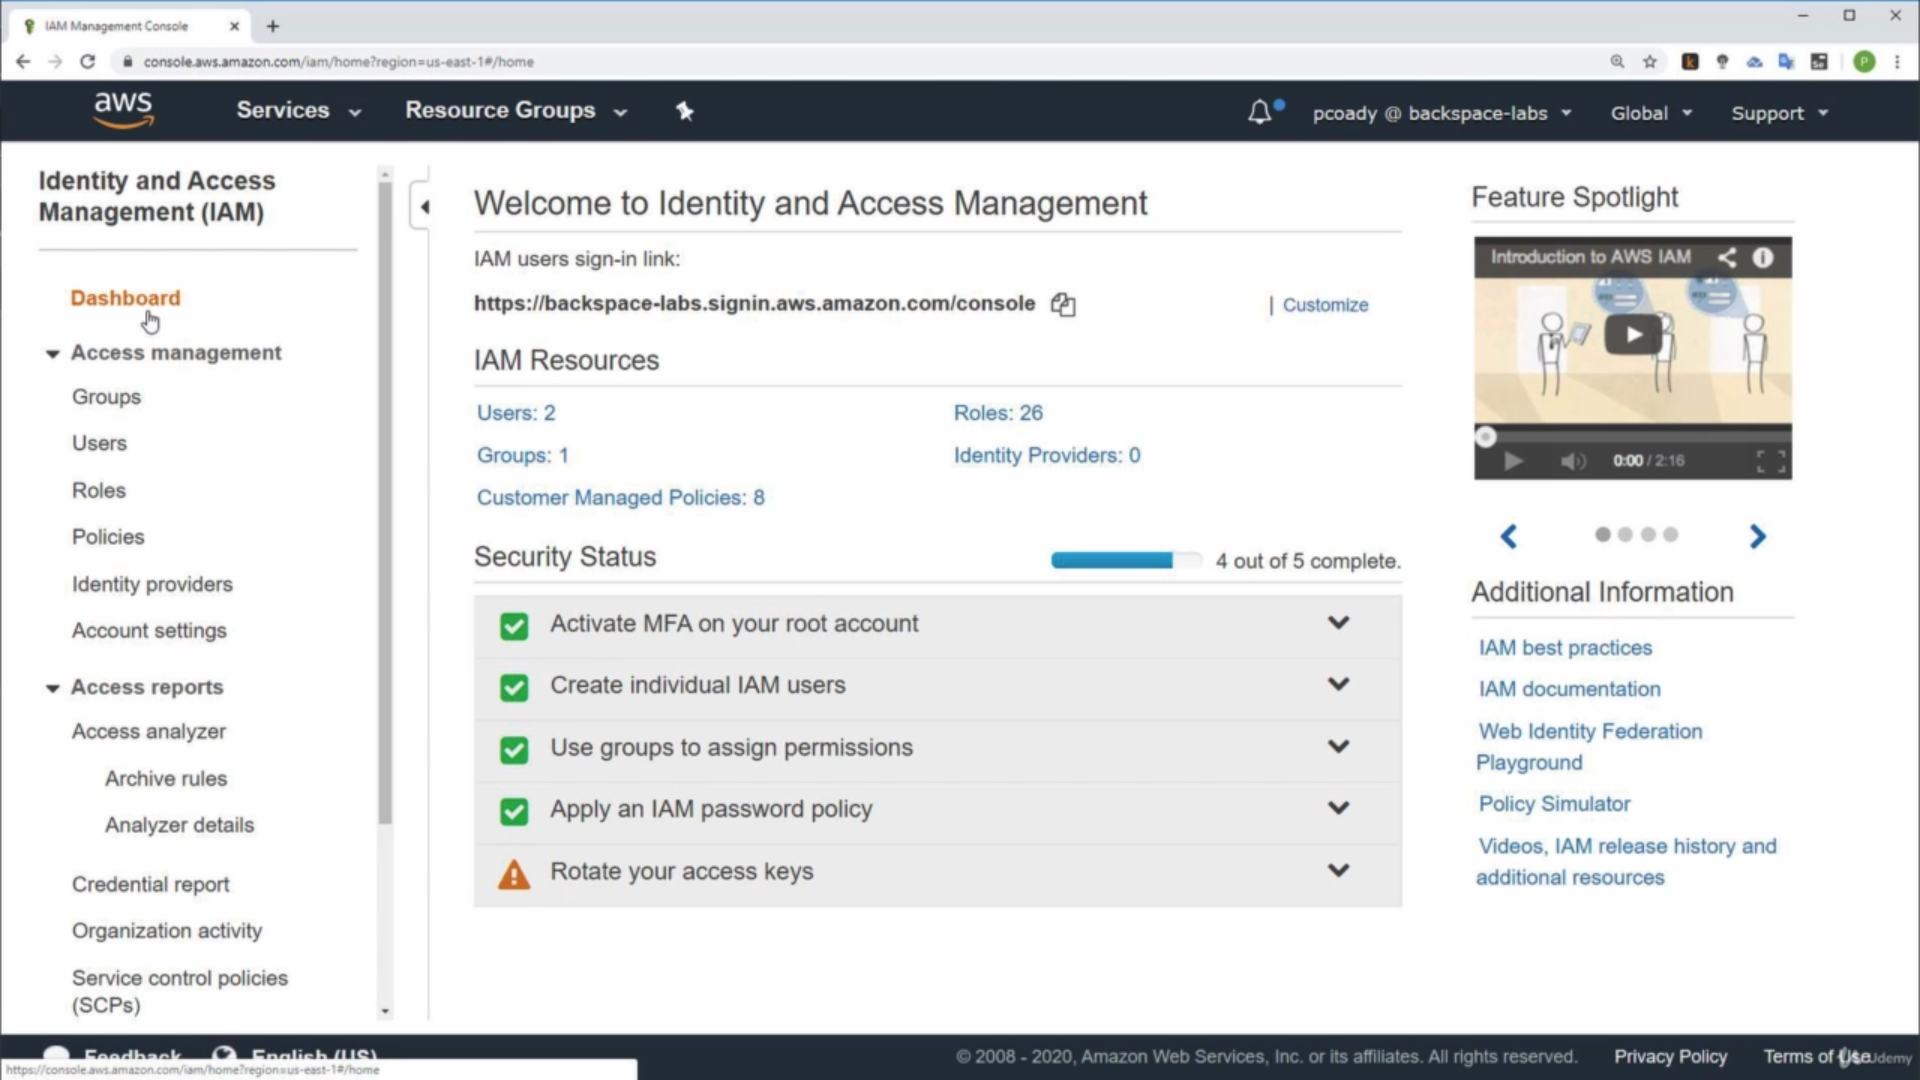 IAM Management Console
console.aws.amazon.com/iam/home?region=us-east-1#/home
aws
Services
Resource Groups
pcoady @ backspace-labs
Global
Support
Identity and Access
Management (IAM)
Dashboard
Access management
Groups
Users
Roles
Policies
Identity providers
Account settings
Access reports
Access analyzer
Archive rules
Analyzer details
Credential report
Organization activity
Service control policies
(SCPs)
Welcome to Identity and Access Management
IAM users sign-in link:
https://backspace-labs.signin.aws.amazon.com/console
| Customize
IAM Resources
Users: 2
Roles: 26
Groups: 1
Identity Providers: 0
Customer Managed Policies: 8
Security Status
4 out of 5 complete.
Activate MFA on your root account
Create individual IAM users
Use groups to assign permissions
Apply an IAM password policy
Rotate your access keys
Feature Spotlight
Introduction to AWS IAM
0:00 / 2:16
Additional Information
IAM best practices
IAM documentation
Web Identity Federation
Playground
Policy Simulator
Videos, IAM release history and
additional resources
Feedback
English (US)
© 2008 - 2020, Amazon Web Services, Inc. or its affiliates. All rights reserved.
Privacy Policy
Terms of Use
Udemy
https://console.aws.amazon.com/iam/home?region=us-east-1#/home